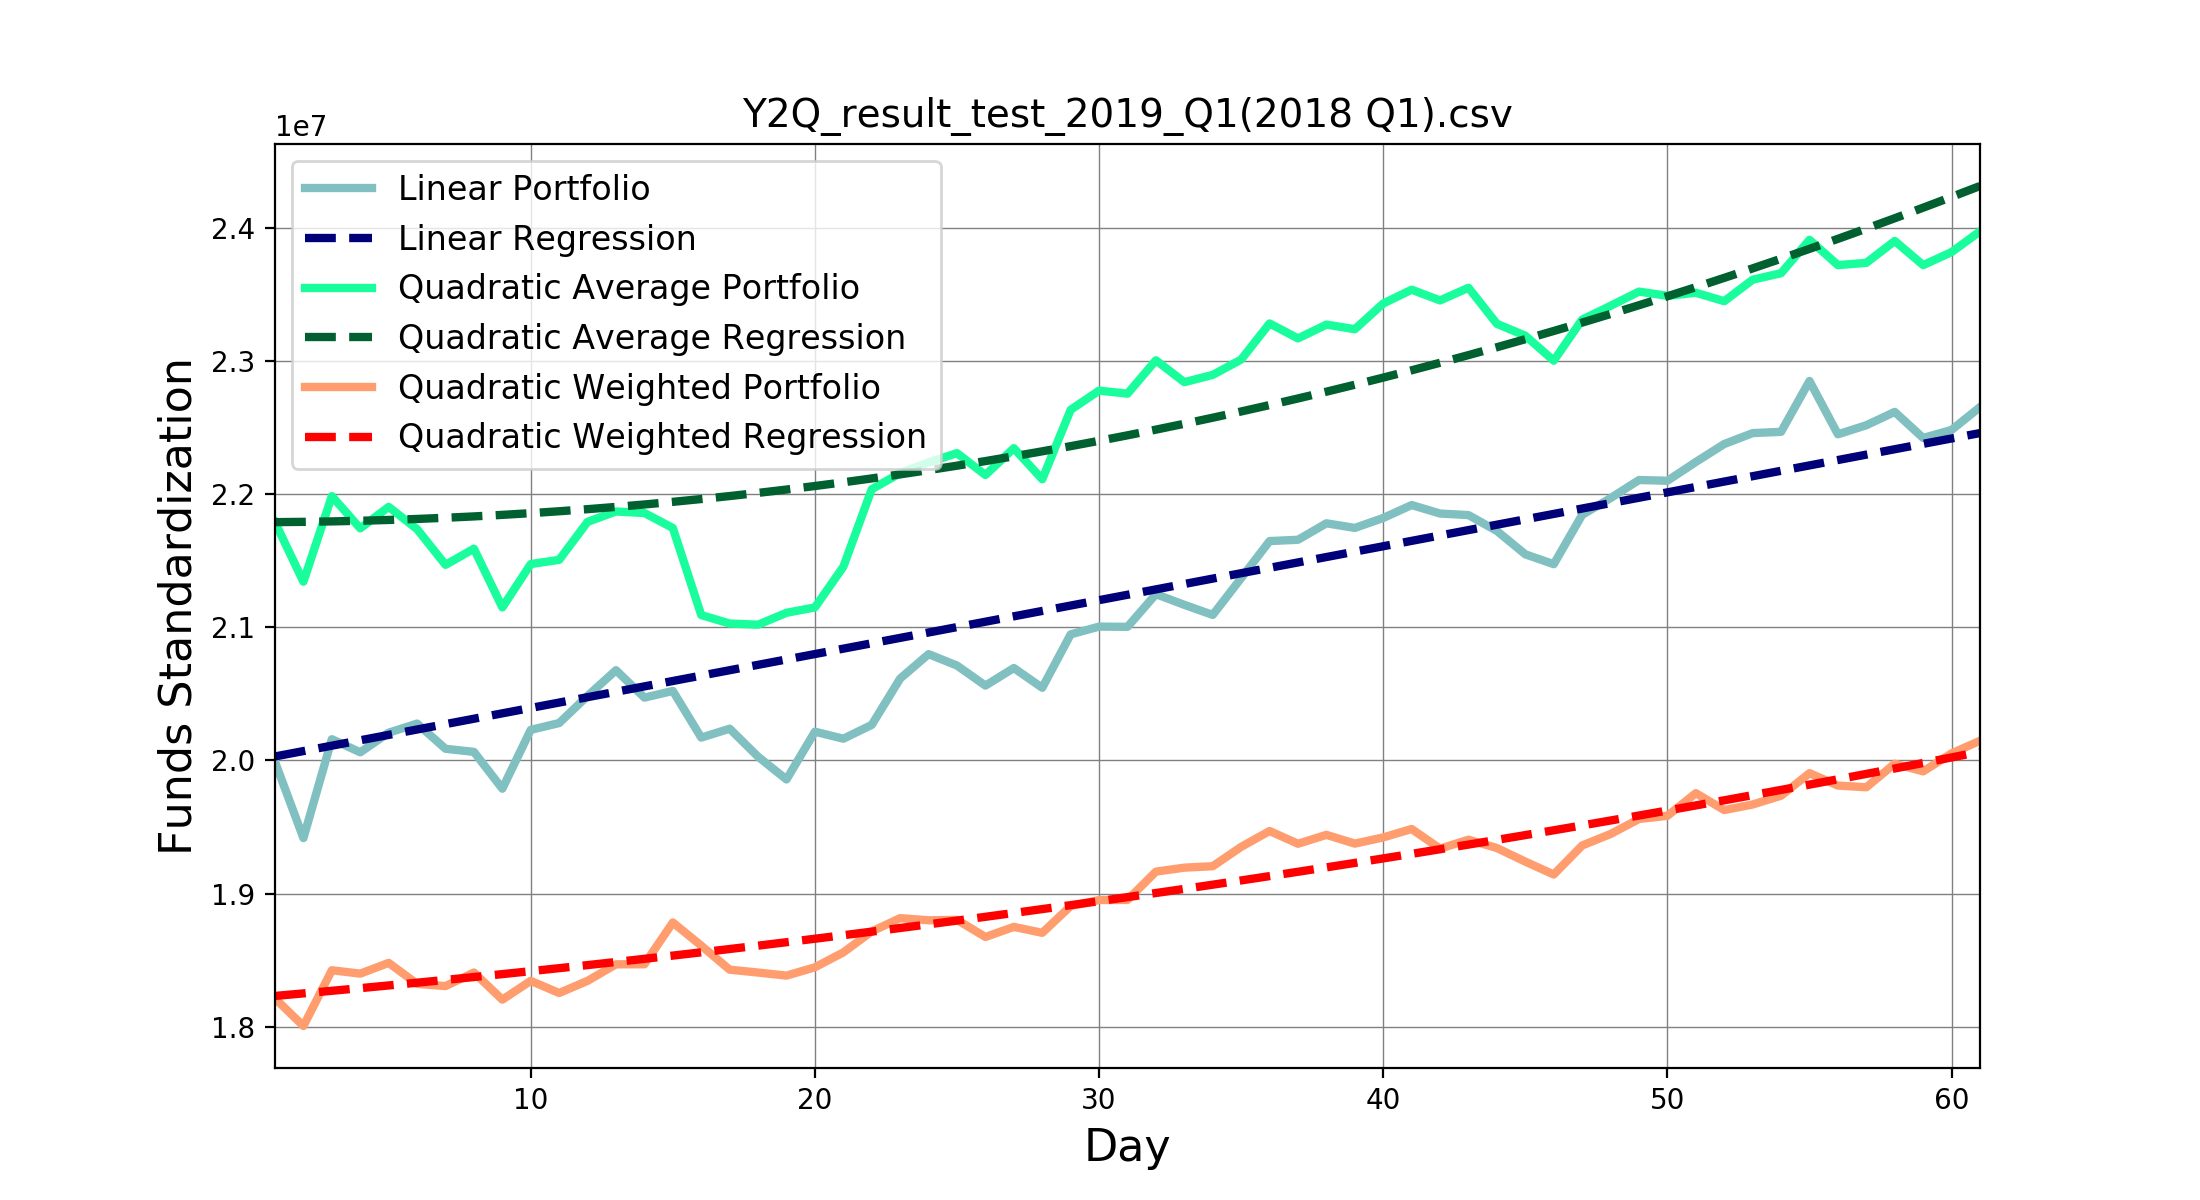 Y2Q_result_test_2019_Q1(2018 Q1).csv
1e7
Linear Portfolio
Linear Regression
Quadratic Average Portfolio
Quadratic Average Regression
Quadratic Weighted Portfolio
Quadratic Weighted Regression
2.4
2.3
2.2
2.1
2.0
1.9
1.8
Funds Standardization
10 20 30 40 50 60
Day